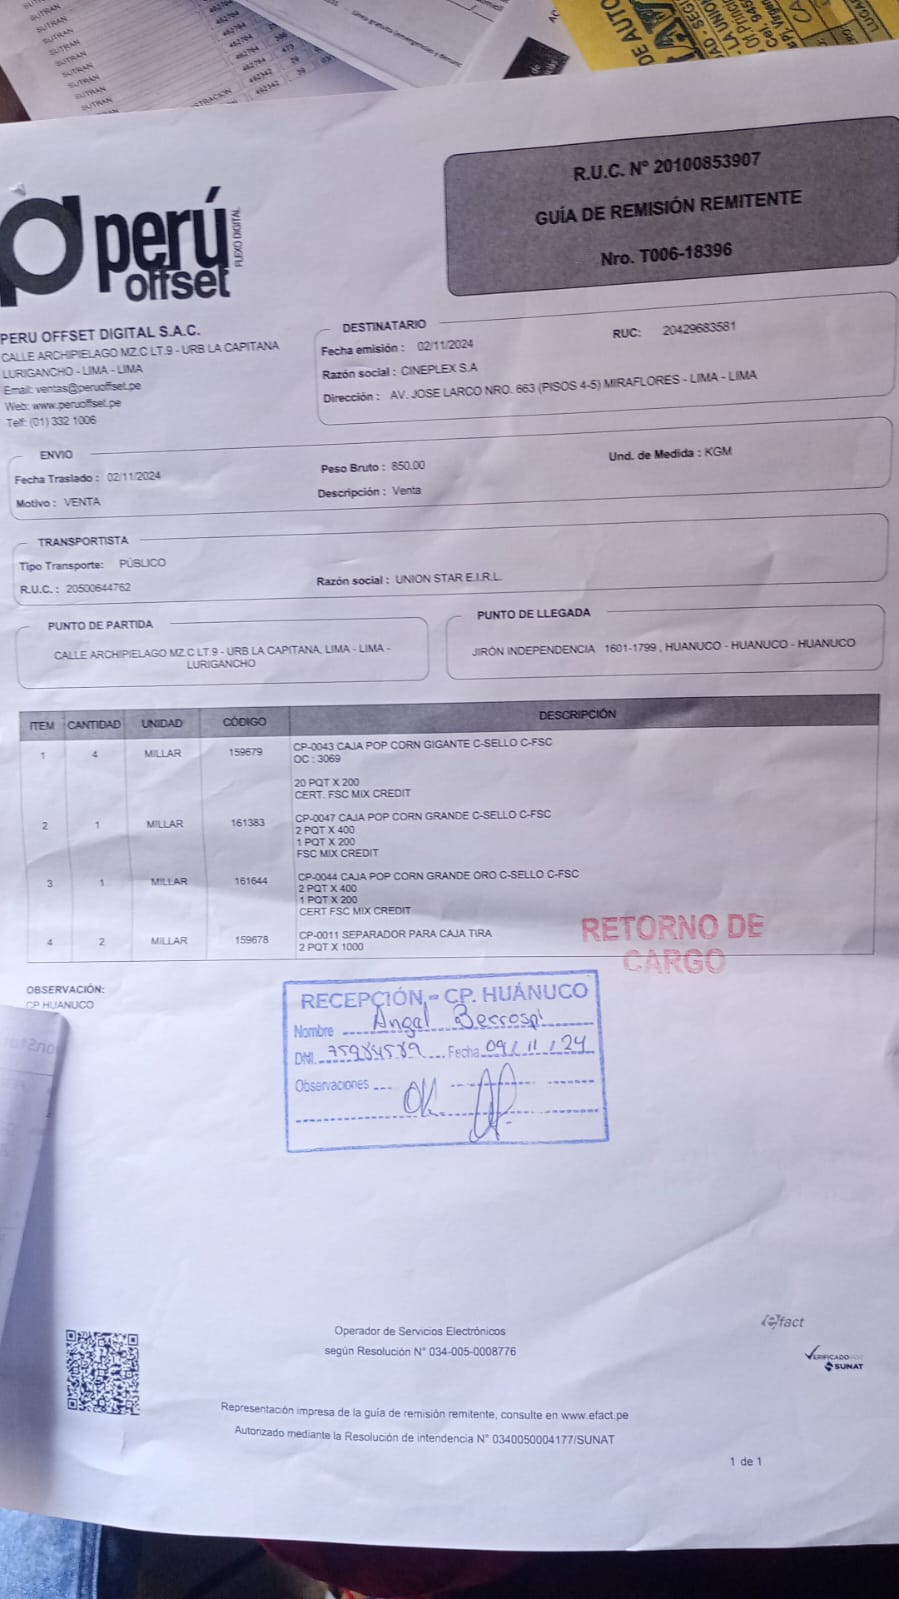 SUTRAN
SUTRAN
SUTRAN
SUTRAN
SUTRAN
SUTRAN
DE AUTO
LUGAR
R.U.C. N° 20100853907
GUÍA DE REMISIÓN REMITENTE
Nro. T006-18396
perú
offset
FLEXO DIGITAL
PERU OFFSET DIGITAL S.A.C.
CALLE ARCHIPIELAGO MZ.C LT.9 - URB LA CAPITANA
LURIGANCHO - LIMA - LIMA
Email: ventas@peruoffset.pe
Web: www.peruoffset.pe
Telf: (01) 332 1006
DESTINATARIO
Fecha emisión : 02/11/2024 RUC: 20429683581
Razón social : CINEPLEX S.A
Dirección : AV. JOSE LARCO NRO. 663 (PISOS 4-5) MIRAFLORES - LIMA - LIMA
ENVIO
Fecha Traslado : 02/11/2024 Peso Bruto : 850.00 Und. de Medida : KGM
Motivo : VENTA Descripción : Venta
TRANSPORTISTA
Tipo Transporte: PÚBLICO
R.U.C. : 20500644762 Razón social : UNION STAR E.I.R.L.
PUNTO DE PARTIDA
CALLE ARCHIPIELAGO MZ.C LT.9 - URB LA CAPITANA, LIMA - LIMA -
LURIGANCHO
PUNTO DE LLEGADA
JIRÓN INDEPENDENCIA 1601-1799 , HUANUCO - HUANUCO - HUANUCO
ITEM CANTIDAD UNIDAD CÓDIGO DESCRIPCIÓN
1 4 MILLAR 159679 CP-0043 CAJA POP CORN GIGANTE C-SELLO C-FSC
OC : 3069
20 PQT X 200
CERT. FSC MIX CREDIT
2 1 MILLAR 161383 CP-0047 CAJA POP CORN GRANDE C-SELLO C-FSC
2 PQT X 400
1 PQT X 200
FSC MIX CREDIT
3 1 MILLAR 161644 CP-0044 CAJA POP CORN GRANDE ORO C-SELLO C-FSC
2 PQT X 400
1 PQT X 200
CERT FSC MIX CREDIT
4 2 MILLAR 159678 CP-0011 SEPARADOR PARA CAJA TIRA
2 PQT X 1000
RETORNO DE
CARGO
OBSERVACIÓN:
CP HUANUCO
RECEPCIÓN - CP. HUÁNUCO
Nombre Angal Berrospi
DNI 75984589 Fecha 09/11/24
Observaciones OK
Operador de Servicios Electrónicos
según Resolución N° 034-005-0008776
efact
VERIFICADO POR
SUNAT
Representación impresa de la guía de remisión remitente, consulte en www.efact.pe
Autorizado mediante la Resolución de intendencia N° 0340050004177/SUNAT
1 de 1